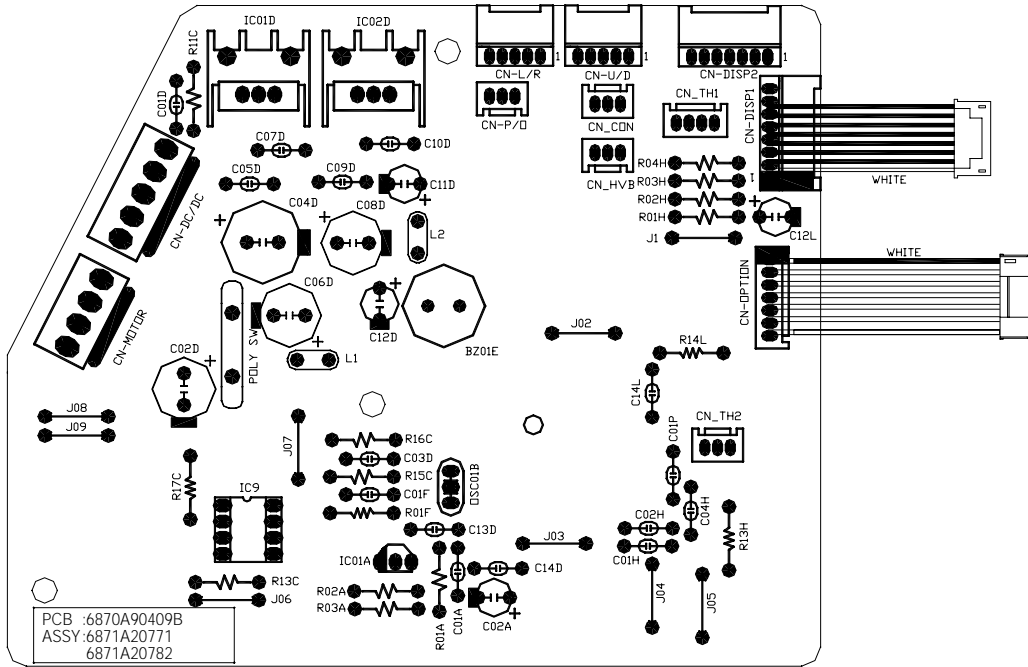 IC01D
IC02D
R11C
C01D
CN-L/R
1
CN-U/D
1
CN-DISP2
1
CN-P/O
CN_CON
CN_TH1
CN-DISP1
WHITE
1
C07D
C10D
C05D
C09D
C11D
CN_HVB
R04H
R03H
R02H
R01H
J1
C12L
CN-DC/DC
C04D
C08D
L2
CN-MOTOR
C06D
C12D
BZ01E
WHITE
CN-OPTION
J02
R14L
C02D
POLY SW
L1
C14L
J08
J09
J07
R16C
C03D
R15C
C01F
R01F
OSC01B
C01P
CN_TH2
R17C
IC9
C13D
C02H
C04H
C01H
R13H
J03
IC01A
C14D
R13C
J06
R02A
R03A
R01A
C01A
C02A
J04
J05
PCB :6870A90409B
ASSY:6871A20771
6871A20782